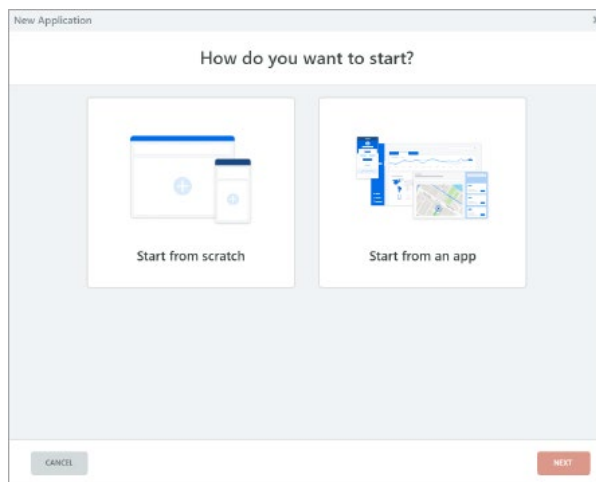 New Application
How do you want to start?
Start from scratch
Start from an app
CANCEL
NEXT